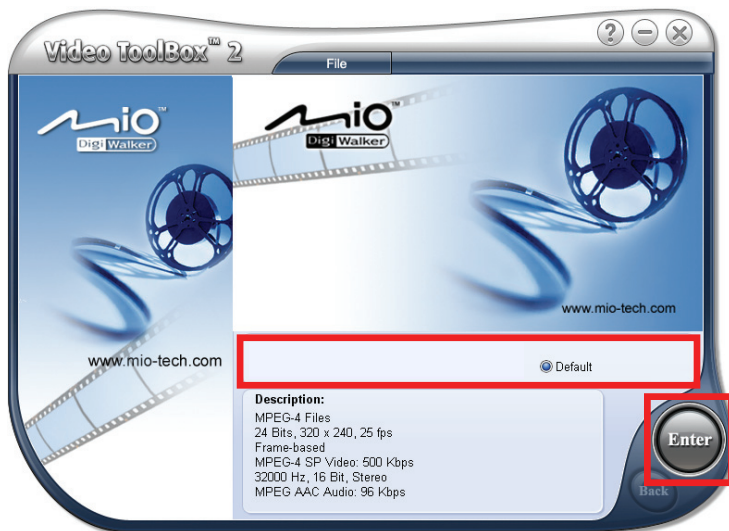 Video ToolBox™ 2
File
?
mio™
DigiWalker
www.mio-tech.com
mio™
DigiWalker
www.mio-tech.com
Default
Description:
MPEG-4 Files
24 Bits, 320 x 240, 25 fps
Frame-based
MPEG-4 SP Video: 500 Kbps
32000 Hz, 16 Bit, Stereo
MPEG AAC Audio: 96 Kbps
Enter
Back